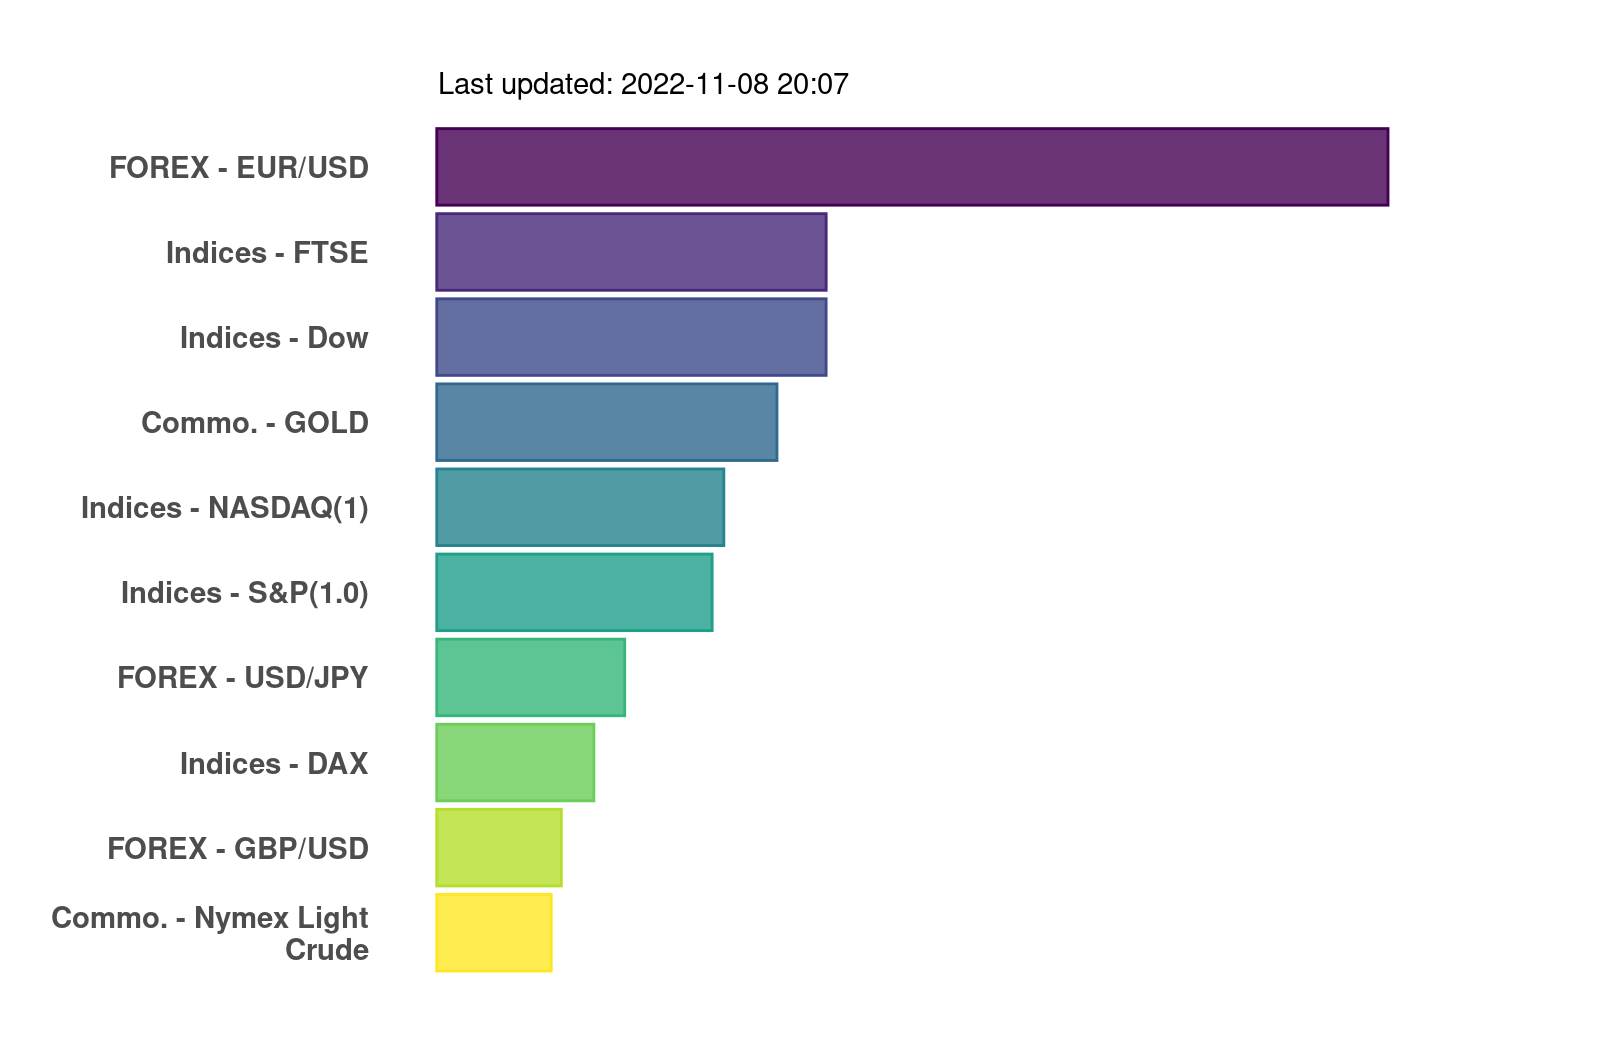 Last updated: 2022-11-08 20:07
FOREX - EUR/USD
Indices - FTSE
Indices - Dow
Commo. - GOLD
Indices - NASDAQ(1)
Indices - S&P(1.0)
FOREX - USD/JPY
Indices - DAX
FOREX - GBP/USD
Commo. - Nymex Light
Crude